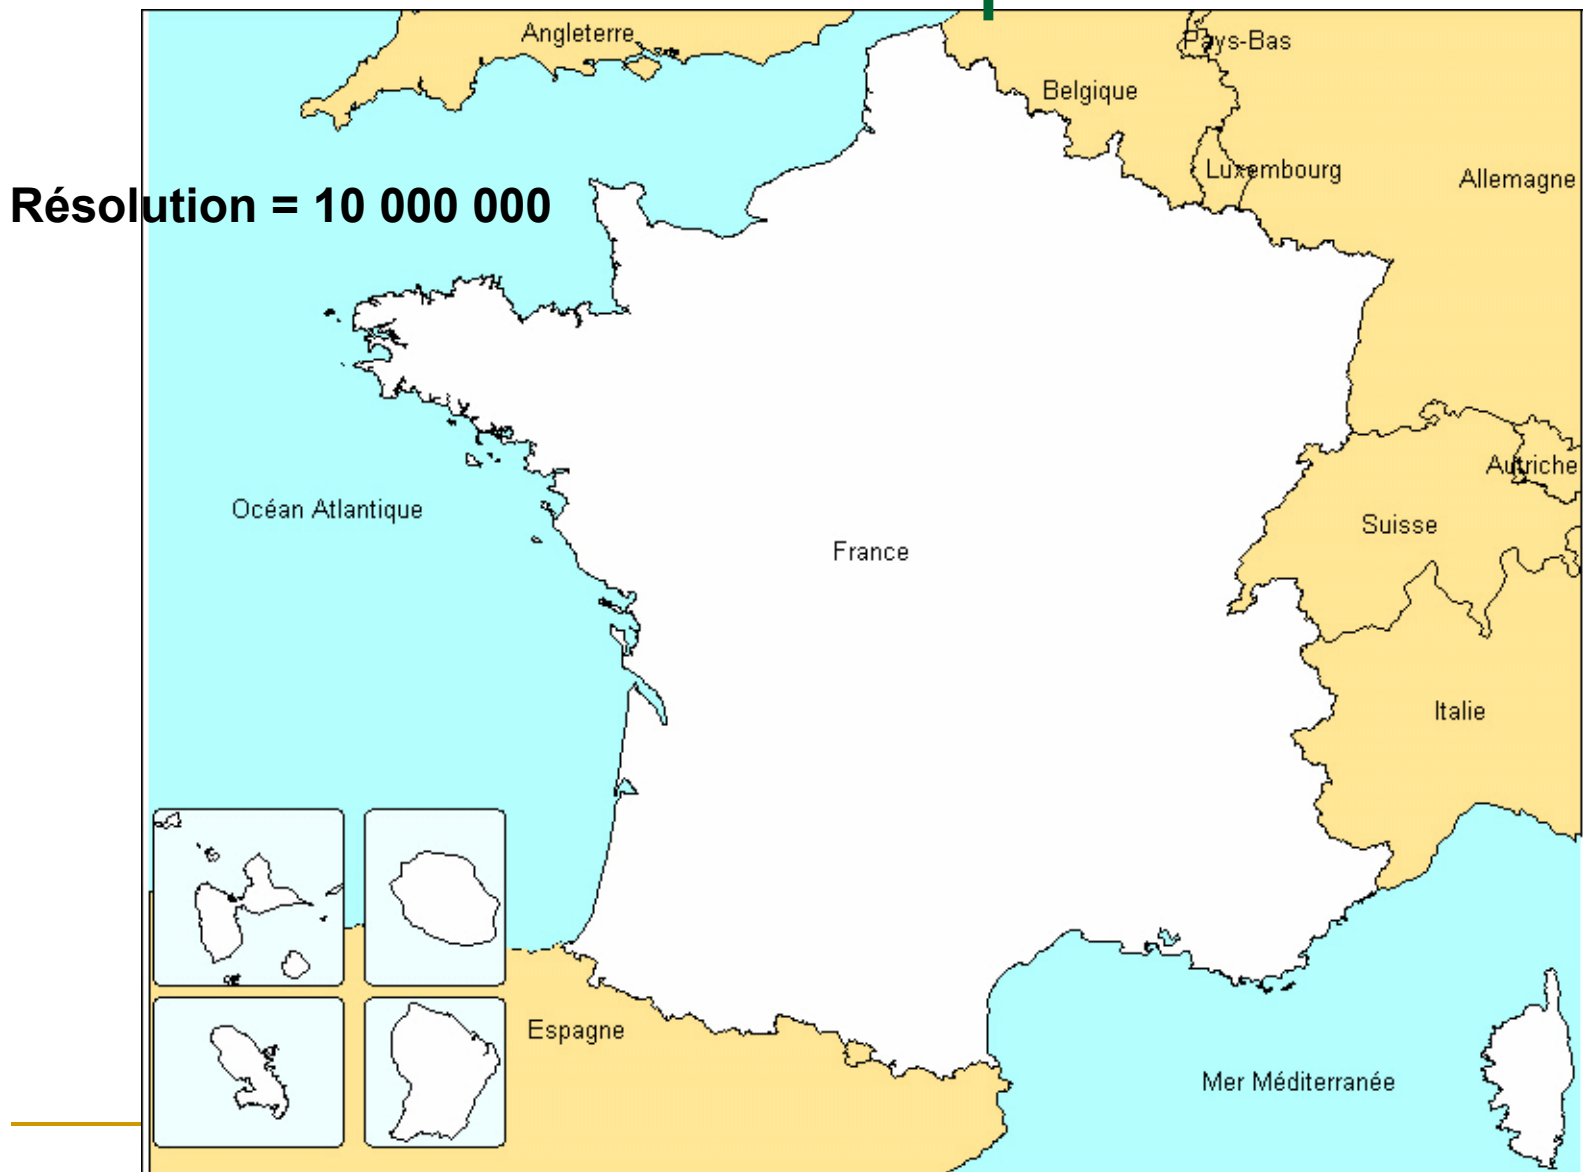 Angleterre
Pays-Bas
Belgique
Luxembourg
Allemagne
Résolution = 10 000 000
Autriche
Océan Atlantique
Suisse
France
Italie
Espagne
Mer Méditerranée